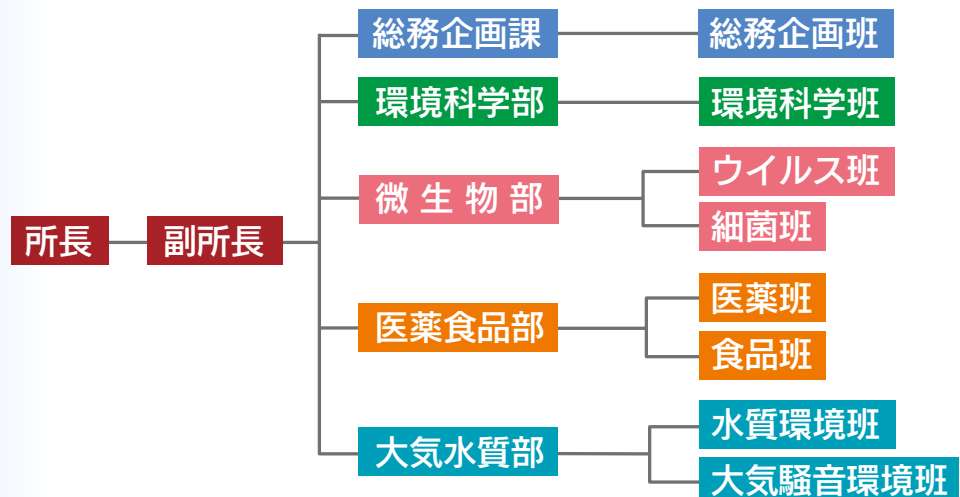 総務企画課
総務企画班
環境科学部
環境科学班
微生物部
ウイルス班
細菌班
所長
副所長
医薬食品部
医薬班
食品班
大気水質部
水質環境班
大気騒音環境班